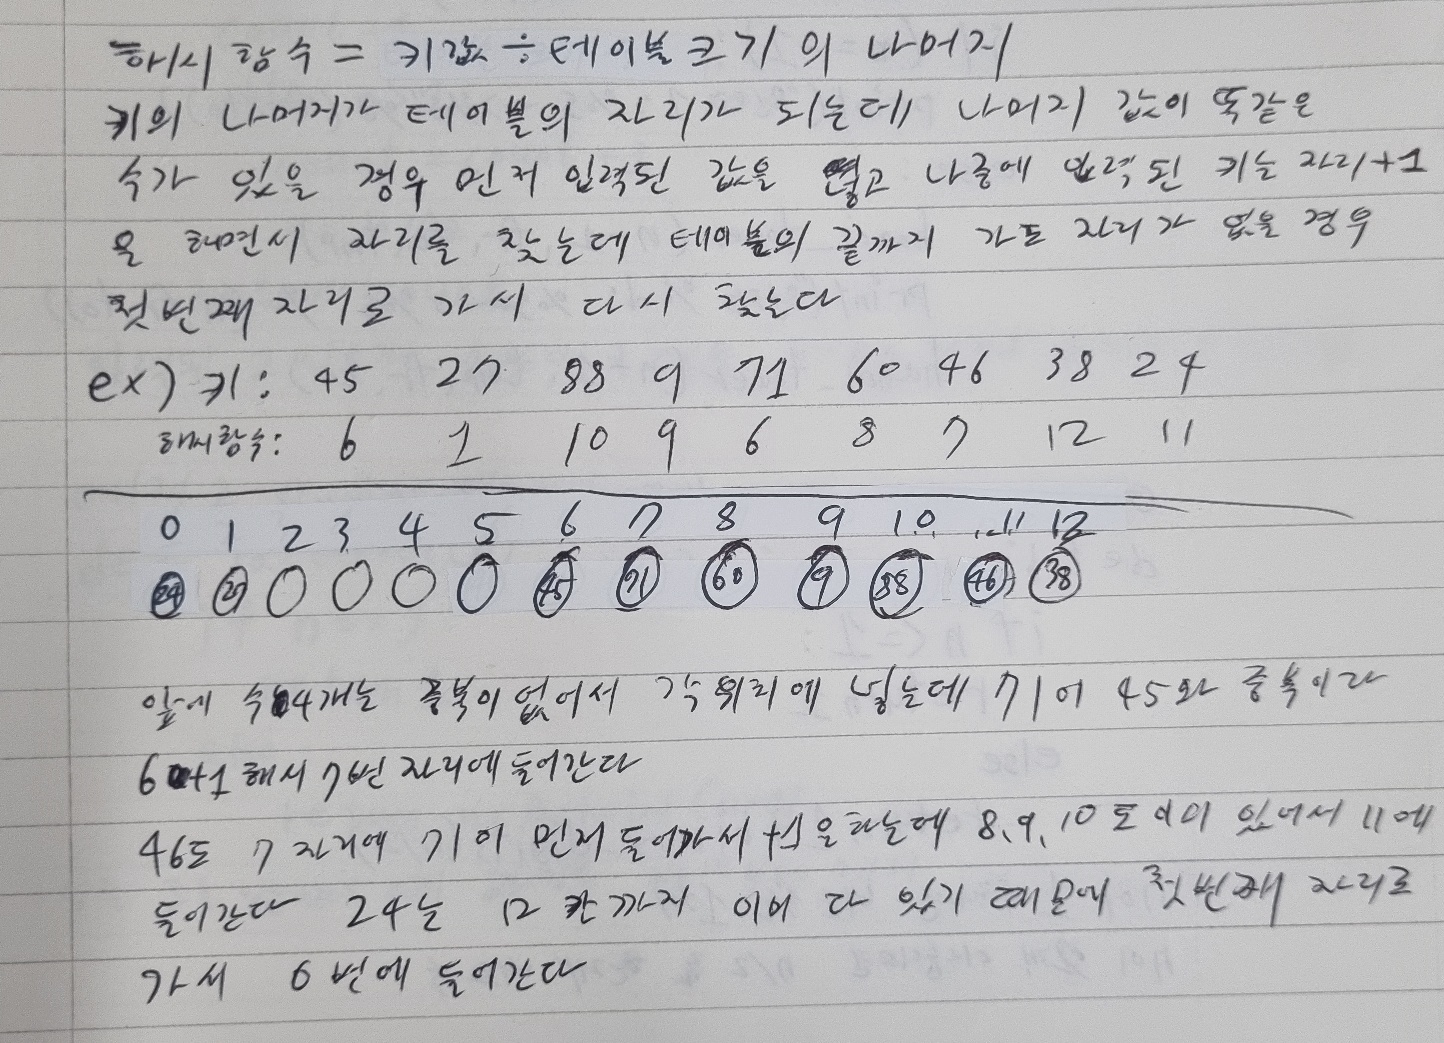 해시 함수 = 키값 ÷ 테이블 크기의 나머지
키의 나머지가 테이블의 자리가 되는데 나머지 값이 똑같은
수가 있을 경우 먼저 입력된 값을 넣고 나중에 입력된 키는 자리+1
을 하면서 자리를 찾는데 테이블의 끝까지 가도 자리가 없을 경우
첫번째 자리로 가서 다시 찾는다
ex) 키: 45 27 88 9 71 60 46 38 24
해시함수: 6 1 10 9 6 8 7 12 11
0 1 2 3 4 5 6 7 8 9 10 11 12
24 27 45 71 60 9 88 46 38
앞에 수 4개는 중복이 없어서 각 위치에 넣는데 71이 45와 중복이라
6+1해서 7번 자리에 들어간다
46도 7자리에 71이 먼저 들어가서 +1을 하는데 8, 9, 10도 이미 있어서 11에
들어간다 24는 12칸까지 이미 다 있기 때문에 첫번째 자리로
가서 0번에 들어간다